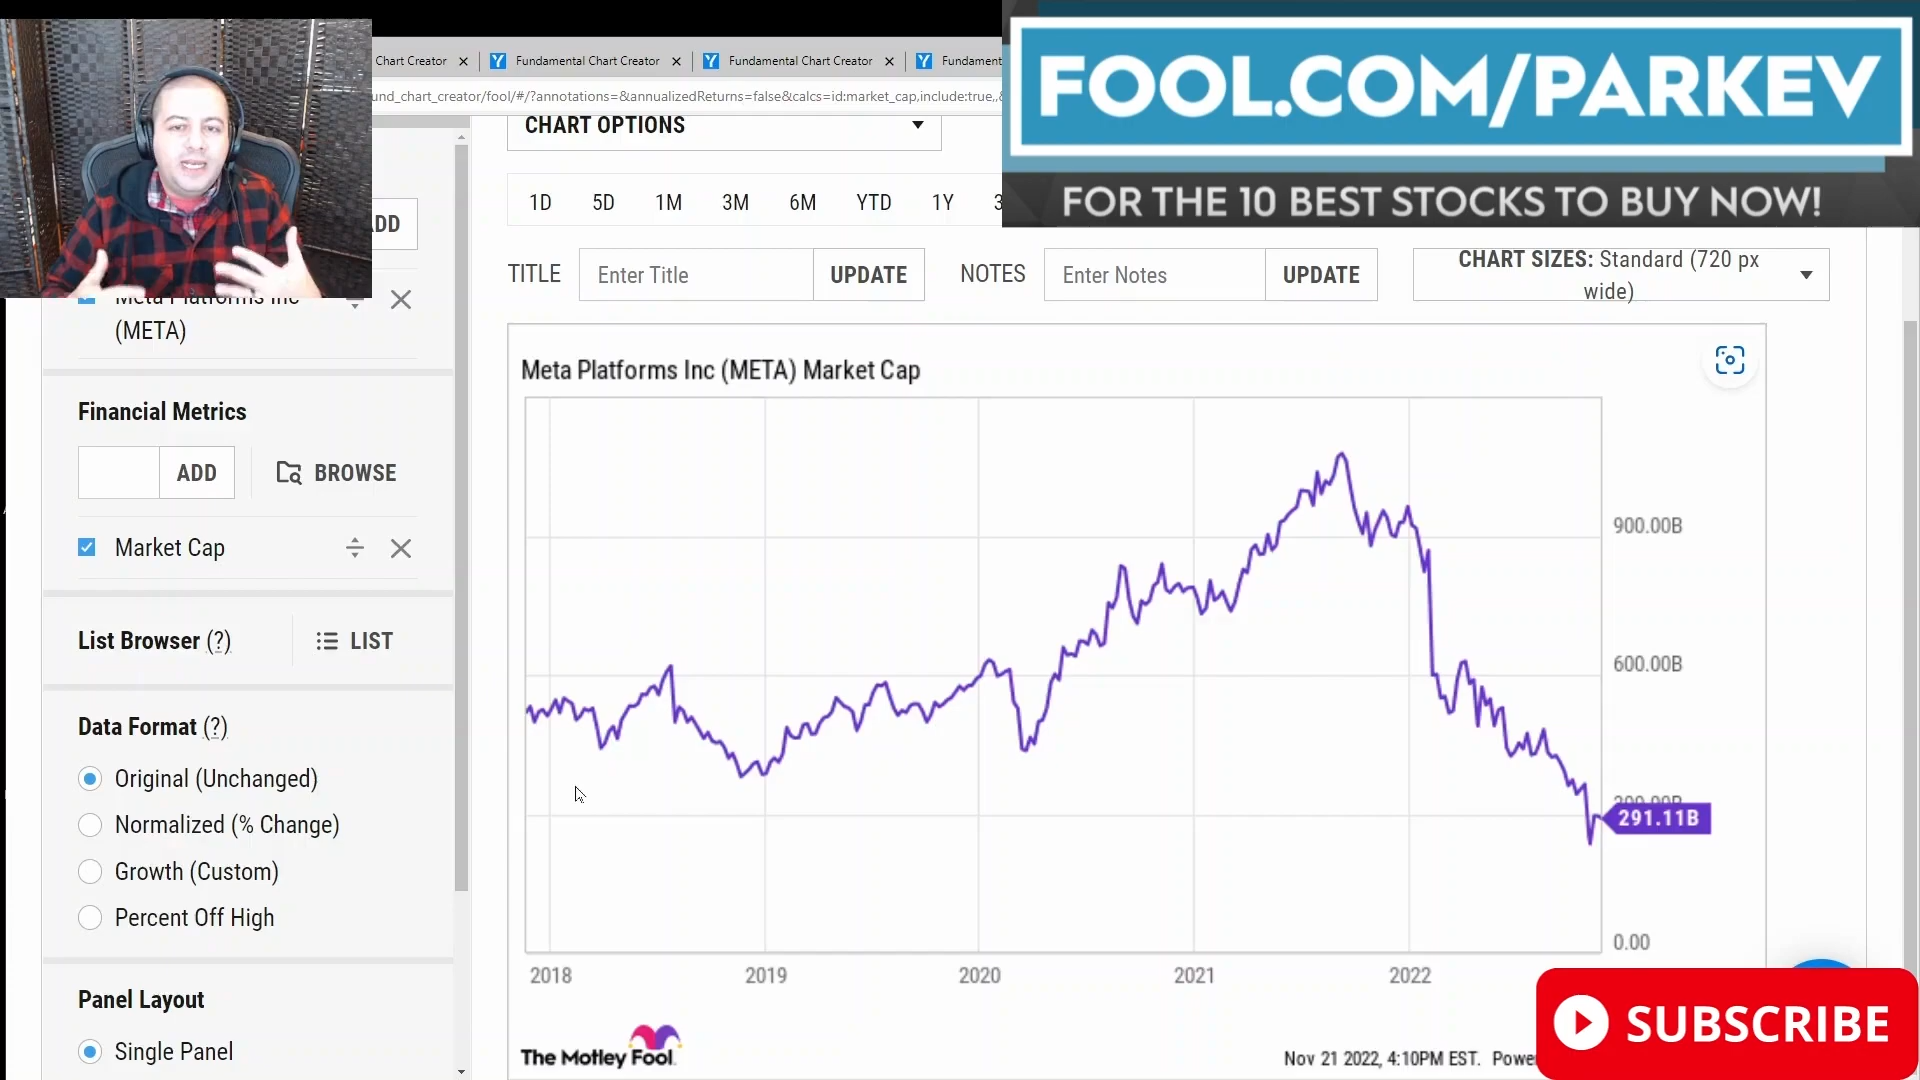 Chart Creator
Fundamental Chart Creator
Fundamental Chart Creator
und_chart_creator/fool/#/?annotations=&annualizedReturns=false&calcs=id:market_cap,include:true,,&
FOOL.COM/PARKEV
FOR THE 10 BEST STOCKS TO BUY NOW!
CHART OPTIONS
1D 5D 1M 3M 6M YTD 1Y
TITLE Enter Title UPDATE NOTES Enter Notes UPDATE CHART SIZES: Standard (720 px
wide)
Meta Platforms Inc
(META)
Financial Metrics
ADD BROWSE
Market Cap
List Browser (?) LIST
Data Format (?)
Original (Unchanged)
Normalized (% Change)
Growth (Custom)
Percent Off High
Panel Layout
Single Panel
Meta Platforms Inc (META) Market Cap
900.00B
600.00B
291.11B
0.00
2018 2019 2020 2021 2022
The Motley Fool.
Nov 21 2022, 4:10PM EST.
SUBSCRIBE